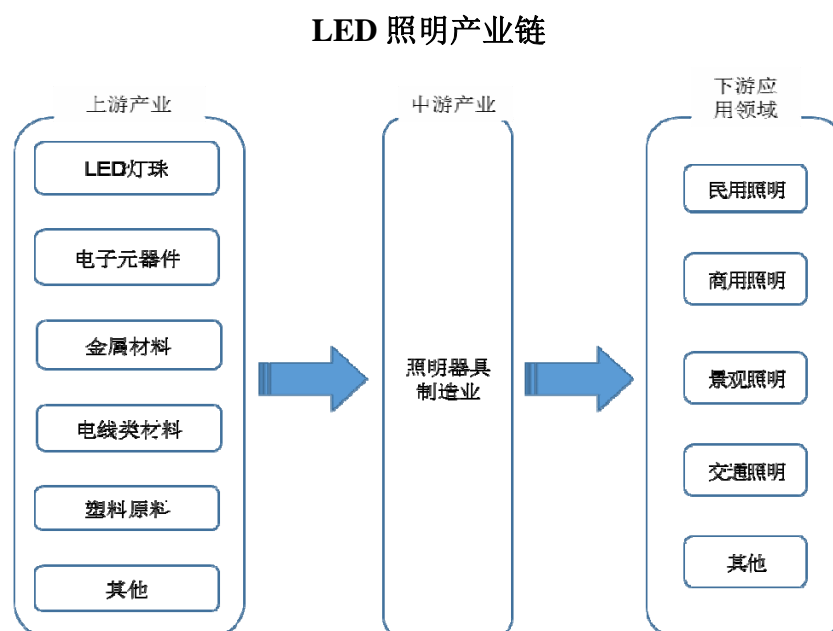 LED 照明产业链
上游产业
LED灯珠
电子元器件
金属材料
电线类材料
塑料原料
其他
中游产业
照明器具
制造业
下游应
用领域
民用照明
商用照明
景观照明
交通照明
其他